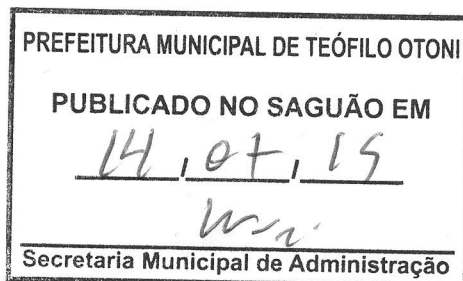 PREFEITURA MUNICIPAL DE TEÓFILO OTONI
PUBLICADO NO SAGUÃO EM
14, 07, 15
Secretaria Municipal de Administração